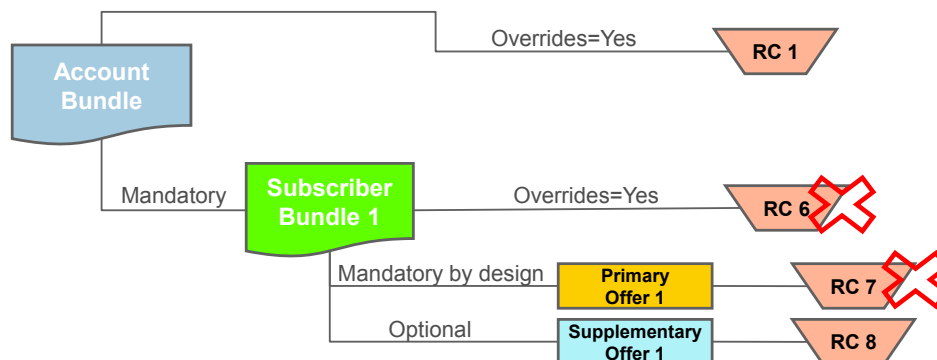 Overrides=Yes
RC 1
Account
Bundle
Mandatory
Subscriber
Bundle 1
Overrides=Yes
RC 6
Mandatory by design
Primary
Offer 1
RC 7
Optional
Supplementary
Offer 1
RC 8